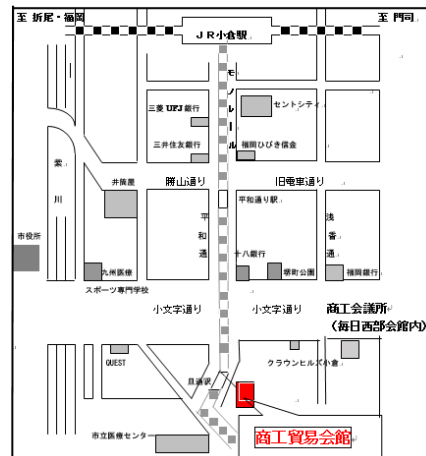 至 折尾・福岡
至 門司
JR小倉駅
モノレール
三菱UFJ銀行
セントシティ
三井住友銀行
福岡ひびき信金
紫川
井筒屋
勝山通り
旧電車通り
平和通り駅
平和通
浅香通
市役所
九州医療
スポーツ専門学校
十八銀行
堺町公園
福岡銀行
小文字通り
小文字通り
商工会議所
(毎日西部会館内)
QUEST
旦過駅
クラウンヒルズ小倉
市立医療センター
商工貿易会館